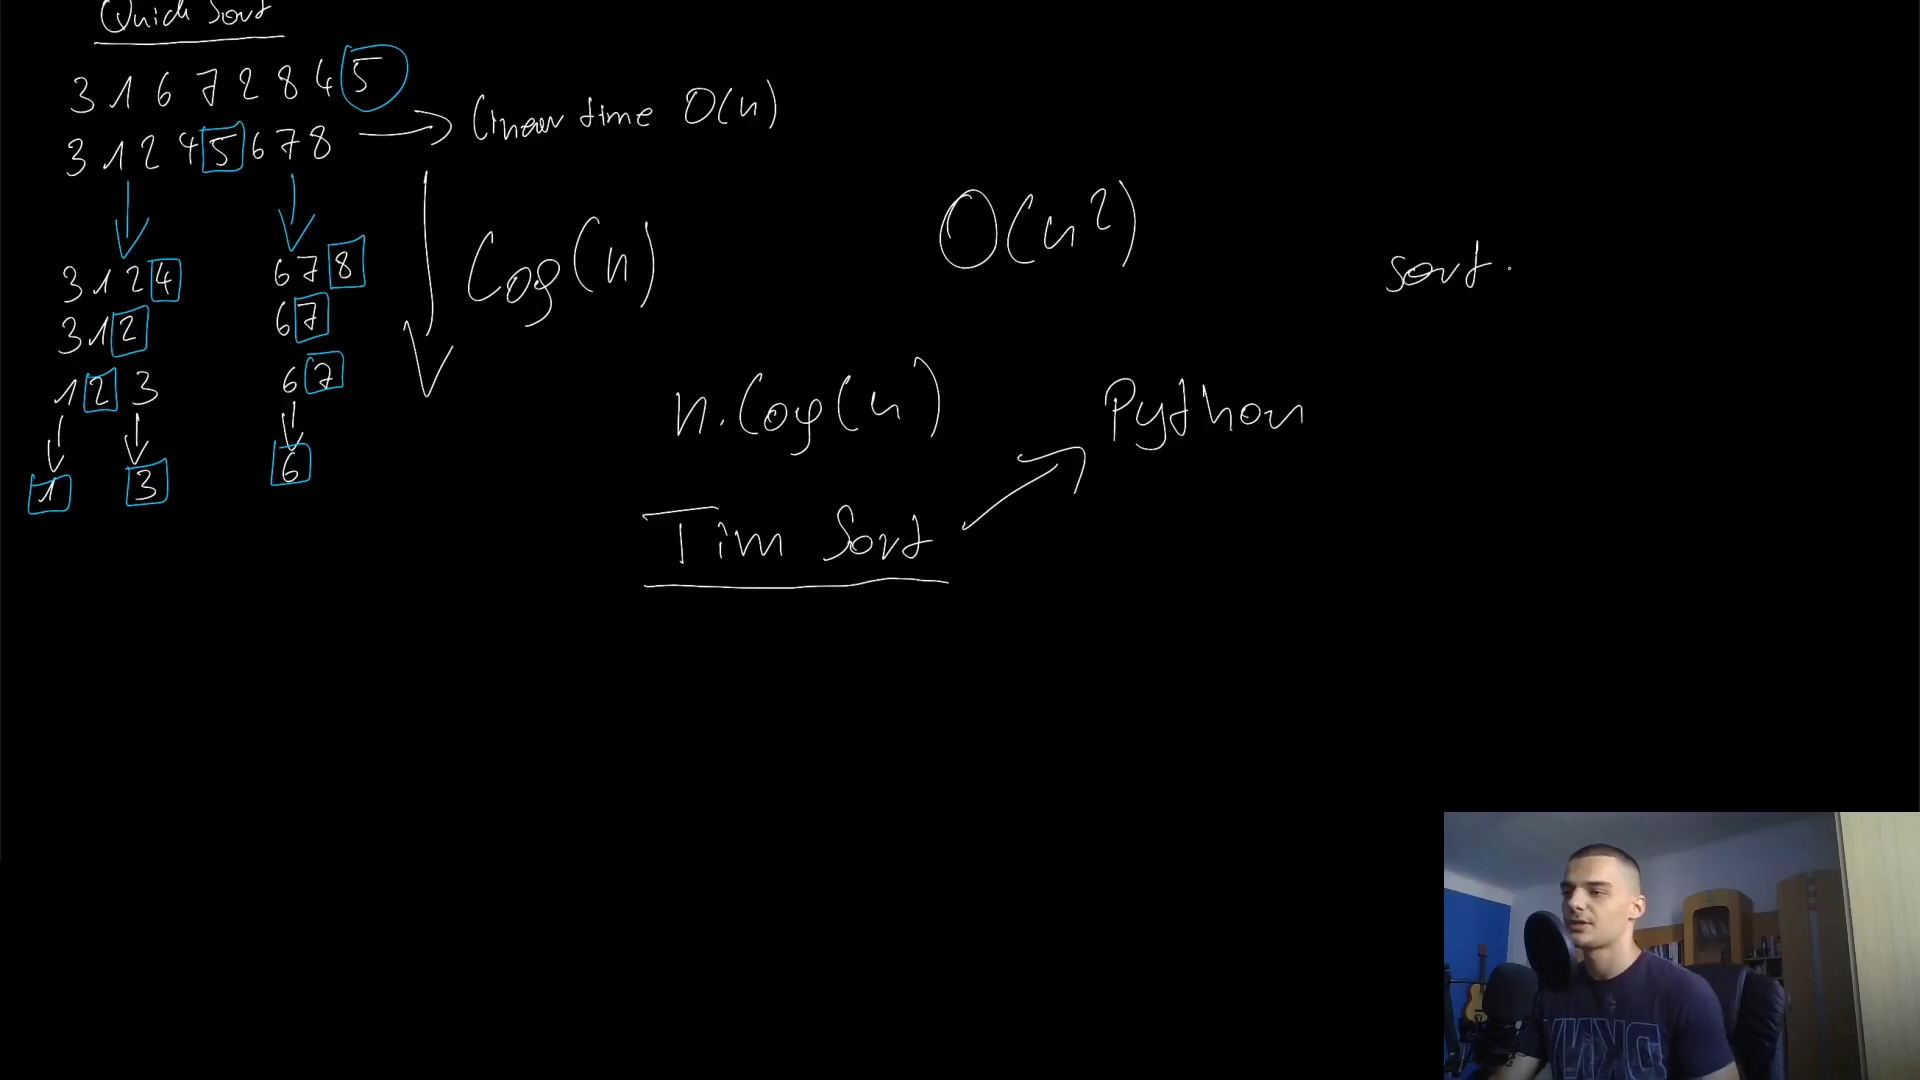 Quick Sort
3 1 6 7 2 8 4 5
3 1 2 4 5 6 7 8
Linear time O(n)
3 1 2 4
6 7 8
3 1 2
6 7
1 2 3
6 7
1
3
6
Log(n)
O(n²)
sort.
n.Log(n)
Python
Tim Sort
DKNY